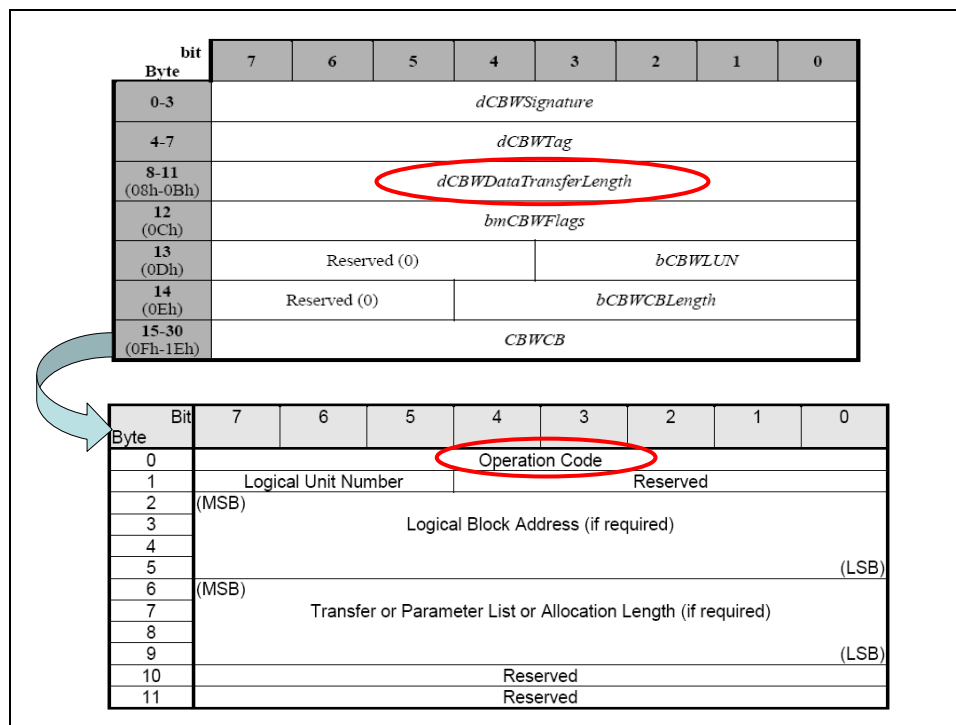 bit
Byte 7 6 5 4 3 2 1 0
0-3 dCBWSignature
4-7 dCBWTag
8-11
(08h-0Bh) dCBWDataTransferLength
12
(0Ch) bmCBWFlags
13
(0Dh) Reserved (0) bCBWLUN
14
(0Eh) Reserved (0) bCBWCBLength
15-30
(0Fh-1Eh) CBWCB
Bit 7 6 5 4 3 2 1 0
Byte
0 Operation Code
1 Logical Unit Number Reserved
2 (MSB)
3 Logical Block Address (if required)
4
5 (LSB)
6 (MSB)
7 Transfer or Parameter List or Allocation Length (if required)
8
9 (LSB)
10 Reserved
11 Reserved